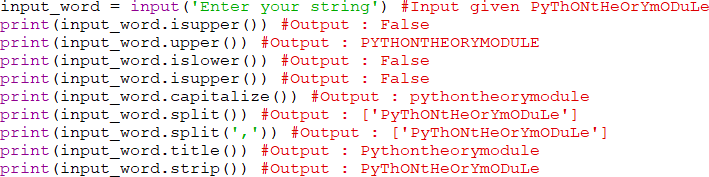 input_word = input('Enter your string') #Input given PyThONtHeOrYmODuLe
print(input_word.isupper()) #Output : False
print(input_word.upper()) #Output : PYTHONTHEORYMODULE
print(input_word.islower()) #Output : False
print(input_word.isupper()) #Output : False
print(input_word.capitalize()) #Output : pythontheorymodule
print(input_word.split()) #Output : ['PyThONtHeOrYmODuLe']
print(input_word.split(',')) #Output : ['PyThONtHeOrYmODuLe']
print(input_word.title()) #Output : Pythontheorymodule
print(input_word.strip()) #Output : PyThONtHeOrYmODuLe